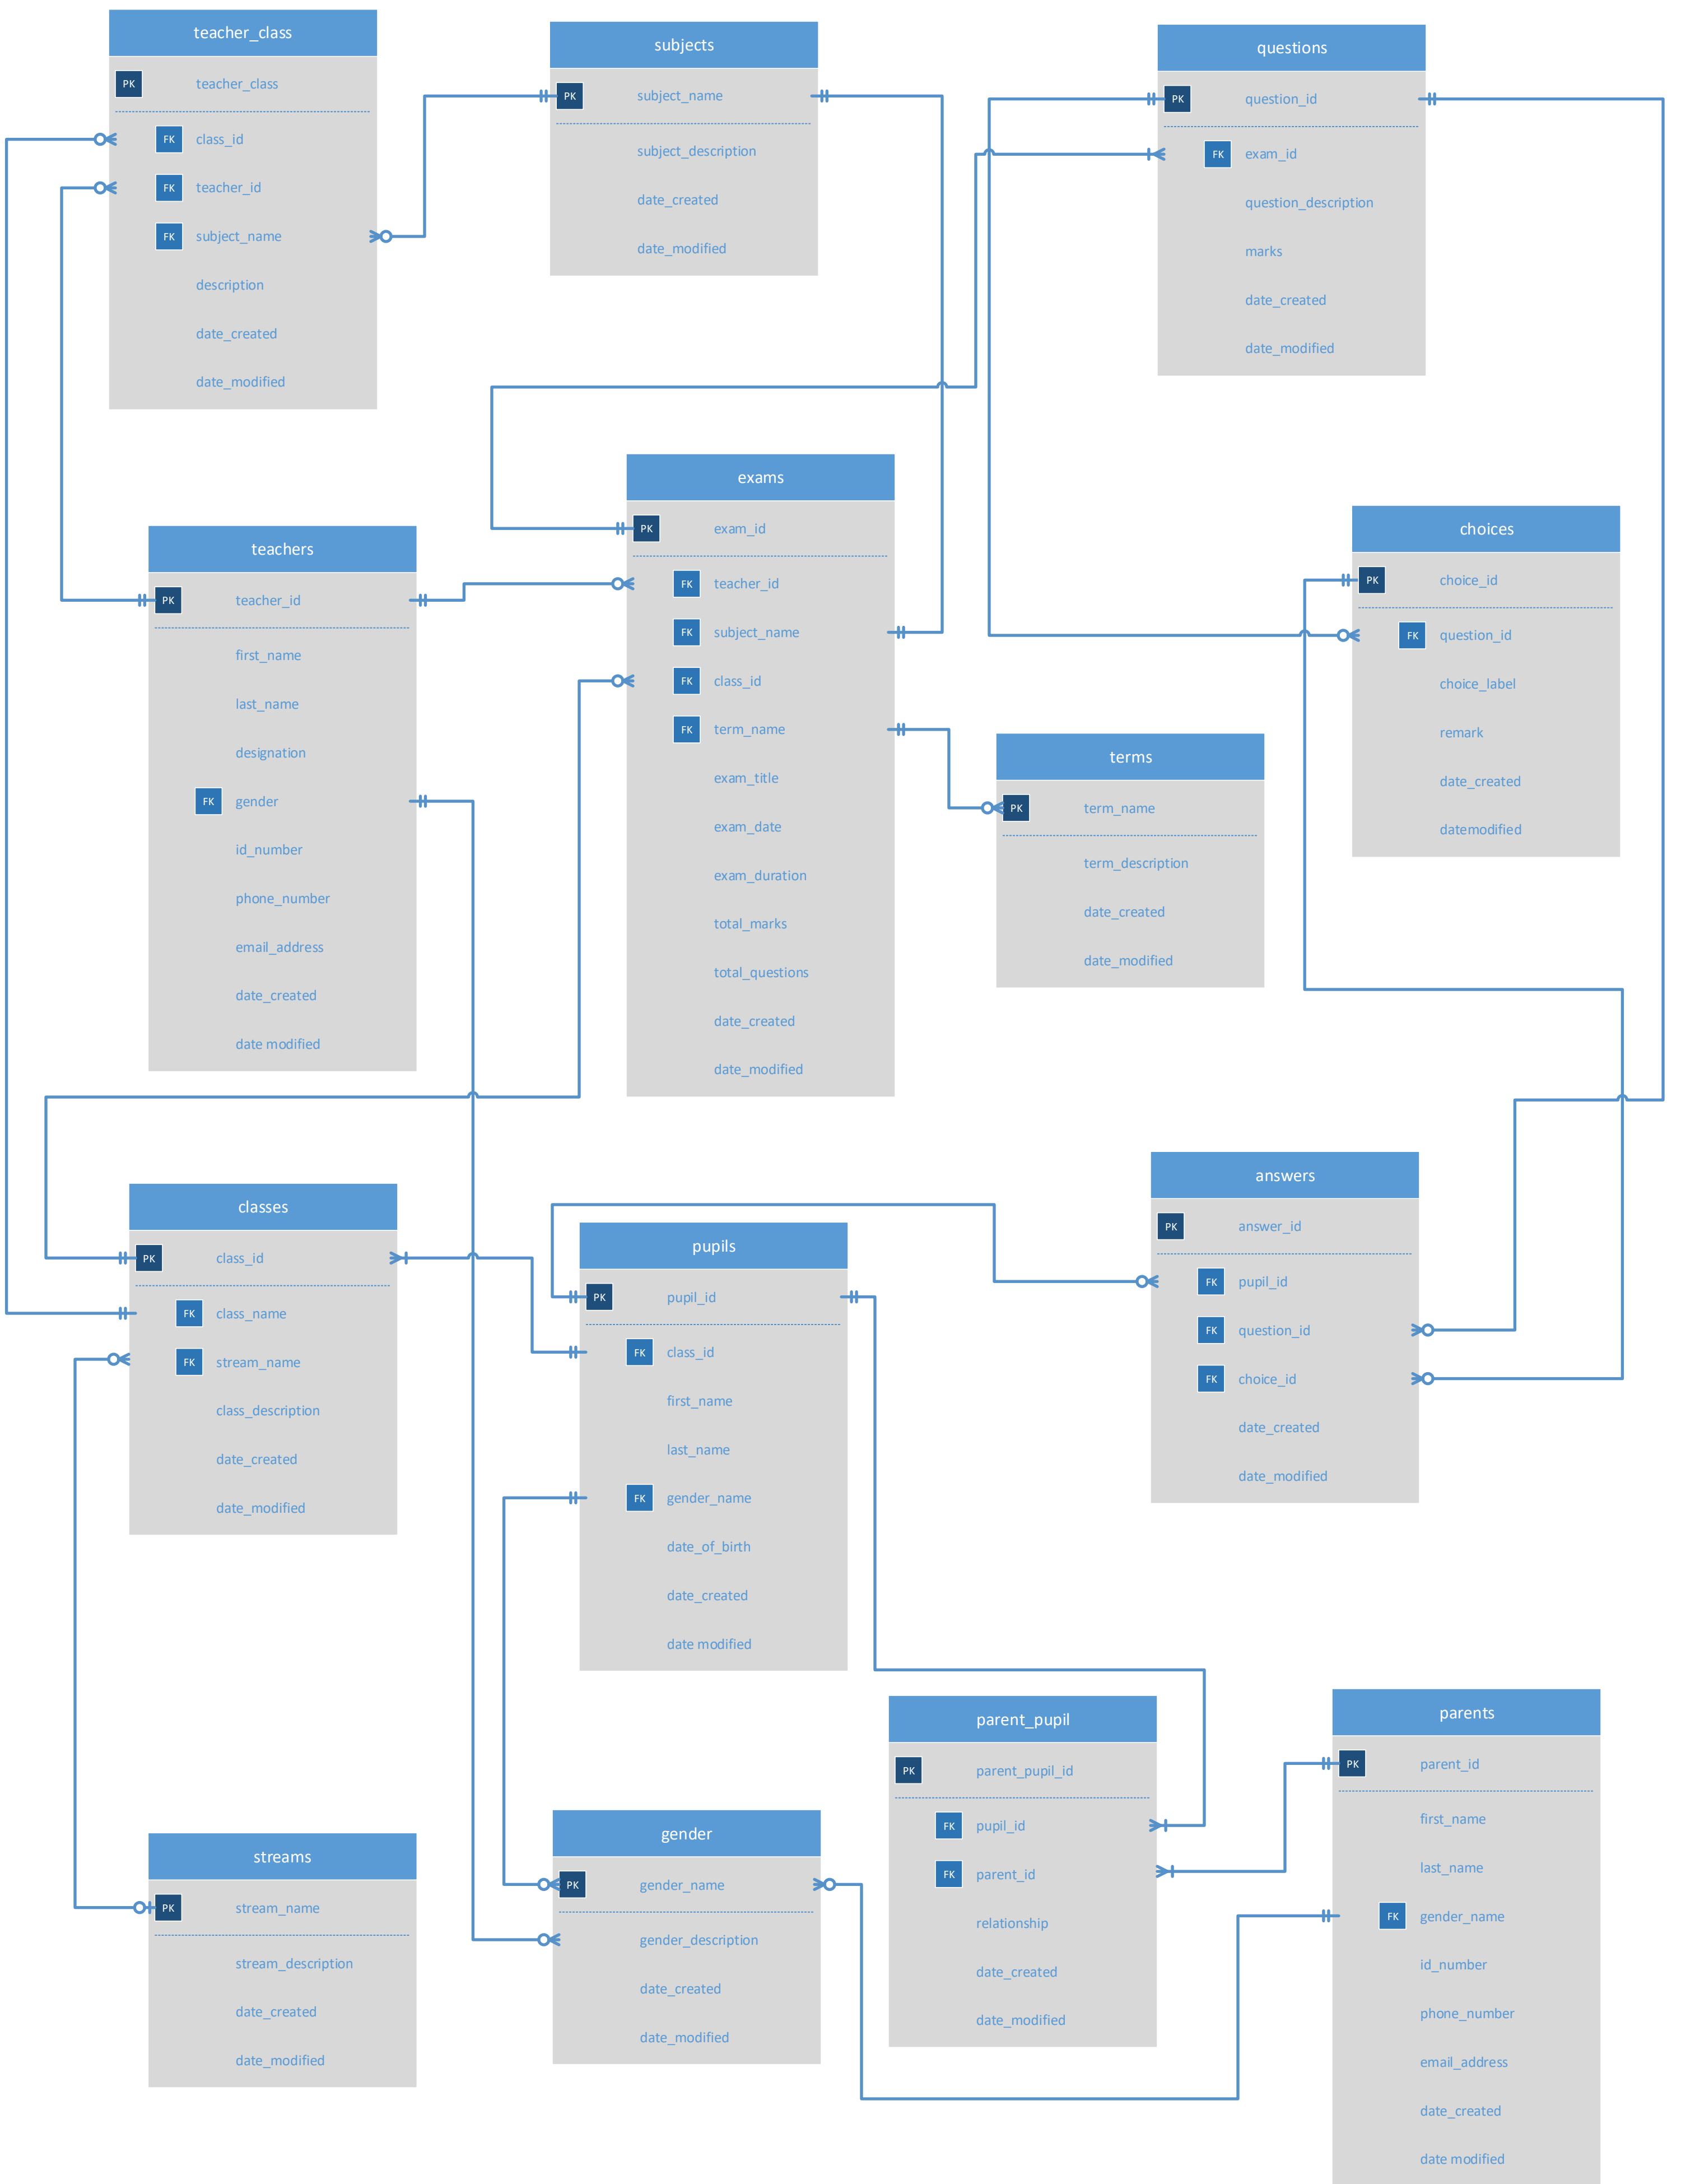 teacher_class
PK teacher_class
FK class_id
FK teacher_id
FK subject_name
description
date_created
date_modified
subjects
PK subject_name
subject_description
date_created
date_modified
questions
PK question_id
FK exam_id
question_description
marks
date_created
date_modified
teachers
PK teacher_id
first_name
last_name
designation
FK gender
id_number
phone_number
email_address
date_created
date modified
exams
PK exam_id
FK teacher_id
FK subject_name
FK class_id
FK term_name
exam_title
exam_date
exam_duration
total_marks
total_questions
date_created
date_modified
terms
PK term_name
term_description
date_created
date_modified
choices
PK choice_id
FK question_id
choice_label
remark
date_created
datemodified
classes
PK class_id
FK class_name
FK stream_name
class_description
date_created
date_modified
pupils
PK pupil_id
FK class_id
first_name
last_name
FK gender_name
date_of_birth
date_created
date modified
answers
PK answer_id
FK pupil_id
FK question_id
FK choice_id
date_created
date_modified
streams
PK stream_name
stream_description
date_created
date_modified
gender
PK gender_name
gender_description
date_created
date_modified
parent_pupil
PK parent_pupil_id
FK pupil_id
FK parent_id
relationship
date_created
date_modified
parents
PK parent_id
first_name
last_name
FK gender_name
id_number
phone_number
email_address
date_created
date modified